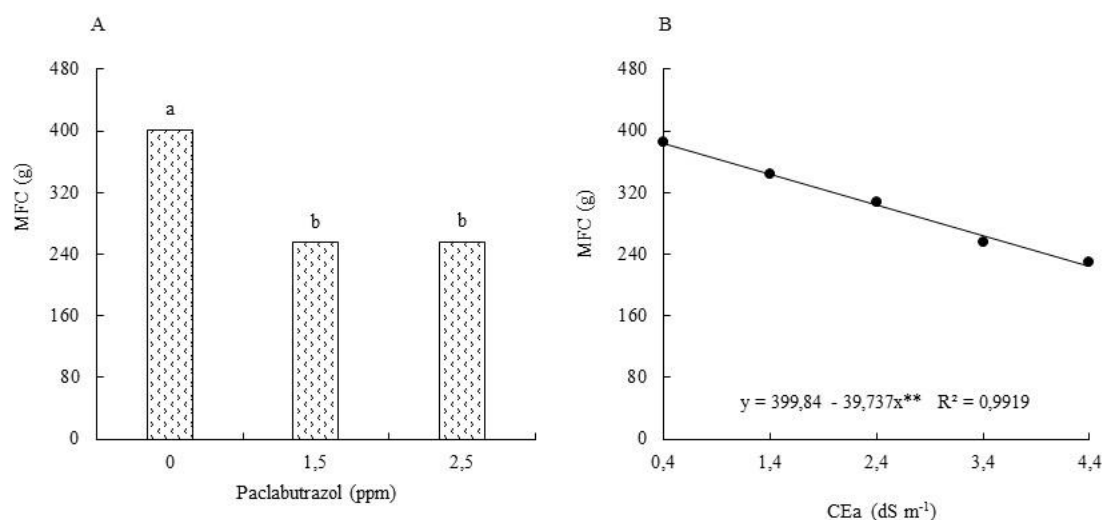 A
480
400
320
240
160
80
0
MFC (g)
a
b
b
0 1,5 2,5
Paclabutrazol (ppm)
B
480
400
320
240
160
80
0
MFC (g)
y = 399,84 - 39,737x** R² = 0,9919
0,4 1,4 2,4 3,4 4,4
CEa (dS m⁻¹)